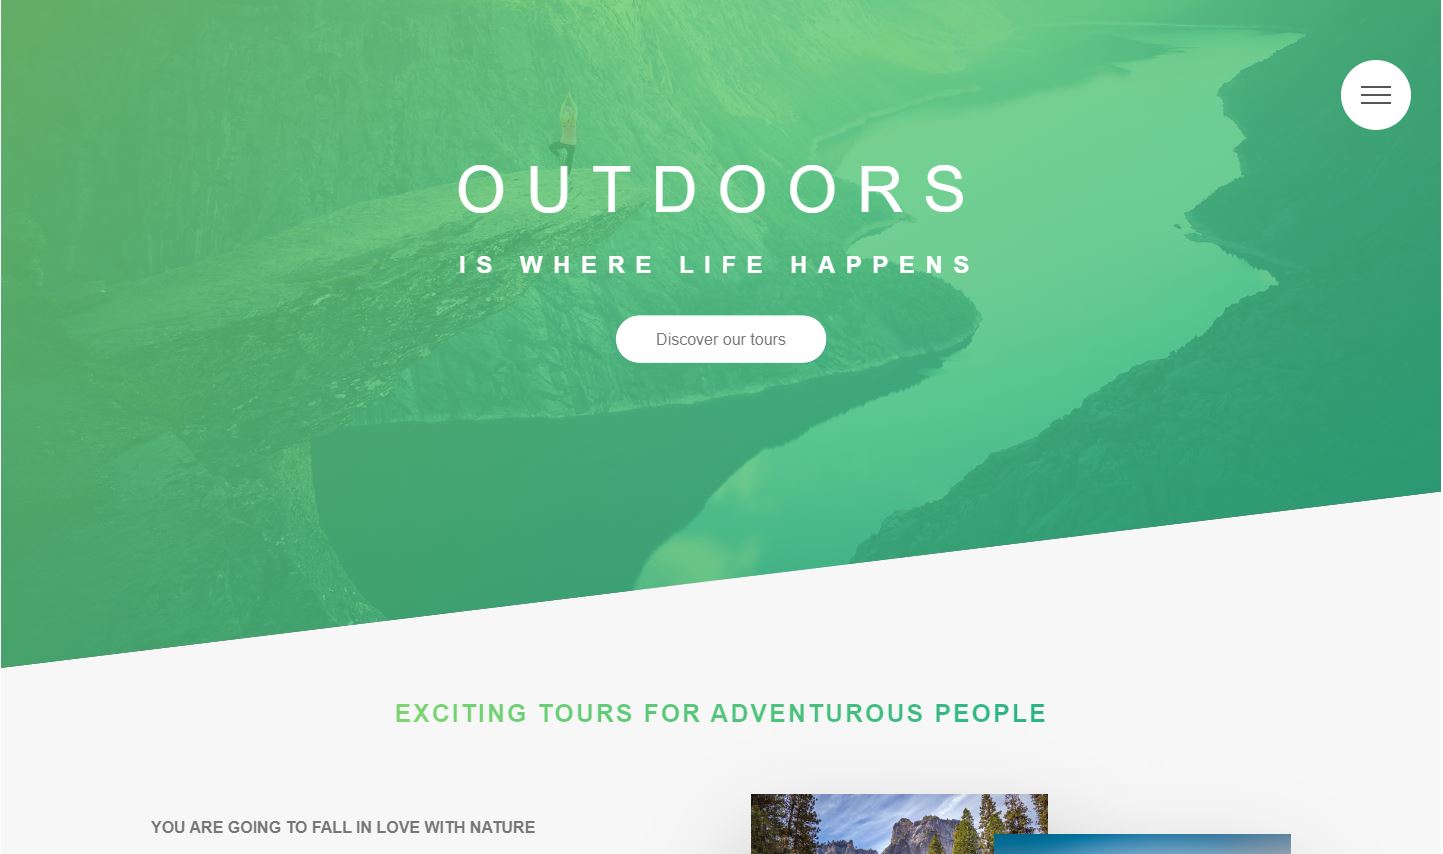 OUTDOORS
IS WHERE LIFE HAPPENS
Discover our tours
EXCITING TOURS FOR ADVENTUROUS PEOPLE
YOU ARE GOING TO FALL IN LOVE WITH NATURE